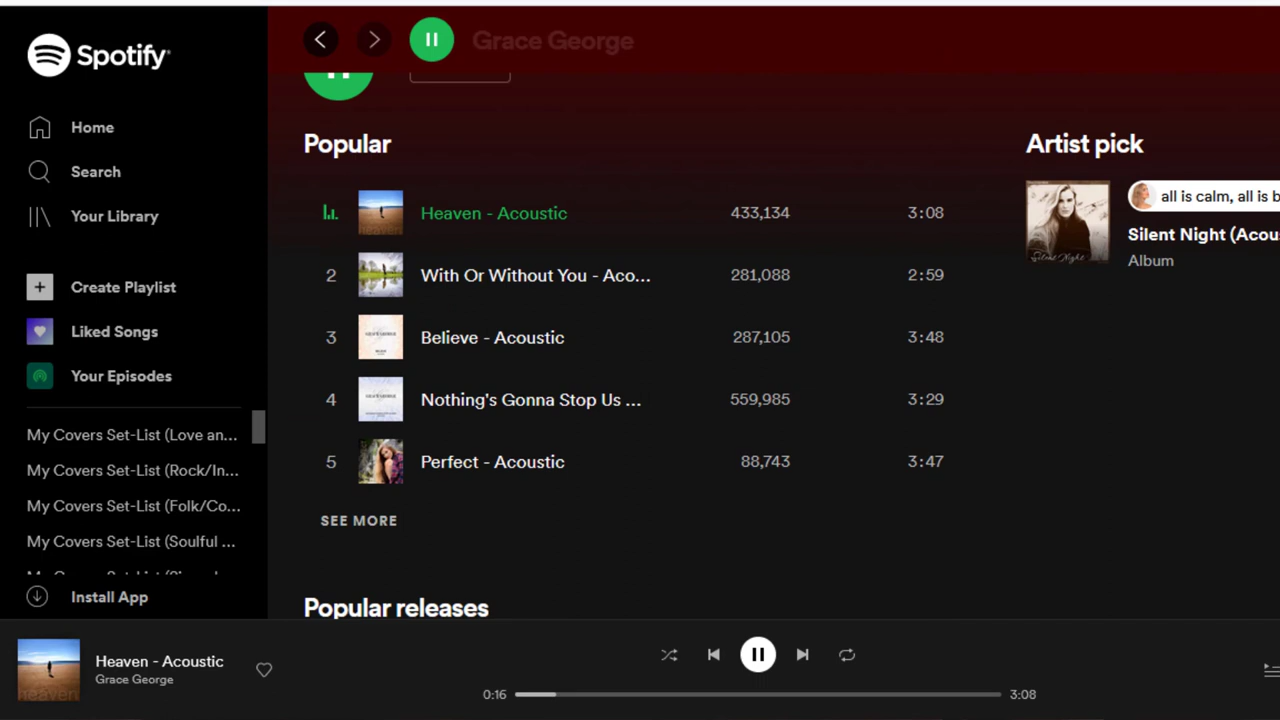 Spotify
Home
Search
Your Library
Create Playlist
Liked Songs
Your Episodes
My Covers Set-List (Love an...
My Covers Set-List (Rock/In...
My Covers Set-List (Folk/Co...
My Covers Set-List (Soulful ...
Install App
Grace George
Popular
Heaven - Acoustic 433,134 3:08
2 With Or Without You - Aco... 281,088 2:59
3 Believe - Acoustic 287,105 3:48
4 Nothing's Gonna Stop Us ... 559,985 3:29
5 Perfect - Acoustic 88,743 3:47
SEE MORE
Artist pick
all is calm, all is b
Silent Night
Silent Night (Acou
Album
Popular releases
heaven
Heaven - Acoustic
Grace George
0:16 3:08